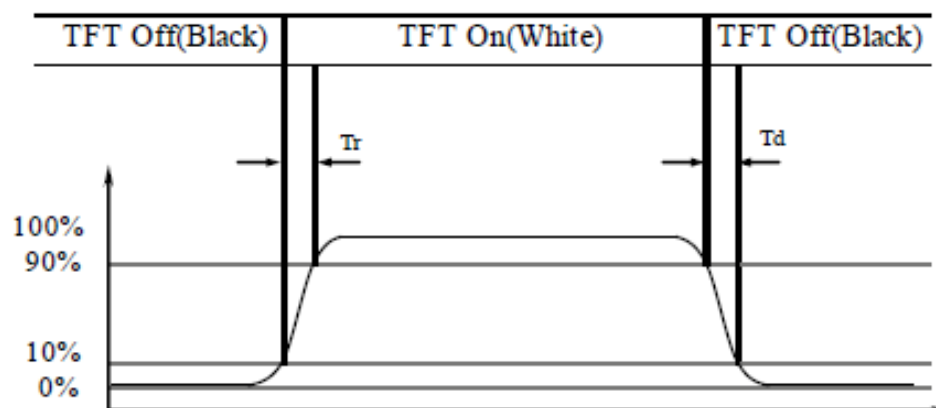 TFT Off(Black) TFT On(White) TFT Off(Black)
Tr Td
100%
90%
10%
0%